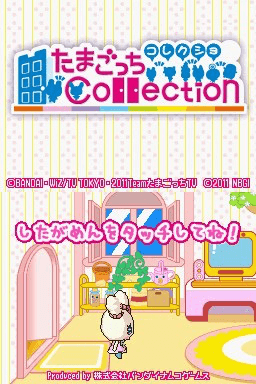 たまごっち
コレクション
Collection
©BANDAI・WiZ/TV TOKYO・2011TeamたまごっちTV ©2011 NBGI
したがめんをタッチしてね!
Produced by 株式会社バンダイナムコゲームス